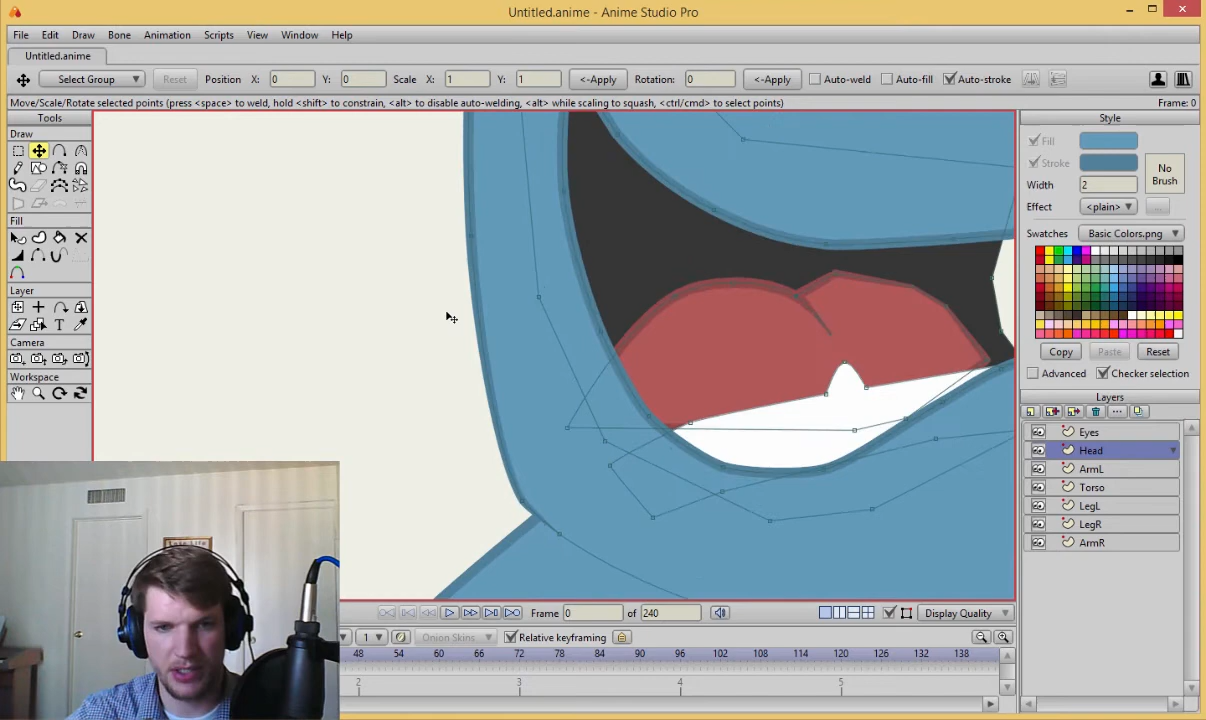 Untitled.anime - Anime Studio Pro
File Edit Draw Bone Animation Scripts View Window Help
Untitled.anime
Select Group Reset Position X: 0 Y: 0 Scale X: 1 Y: 1 <-Apply Rotation: 0 <-Apply Auto-weld Auto-fill Auto-stroke
Move/Scale/Rotate selected points (press <space> to weld, hold <shift> to constrain, <alt> to disable auto-welding, <alt> while scaling to squash, <ctrl/cmd> to select points) Frame: 0
Tools
Draw
Fill
Layer
Camera
Workspace
Style
Fill
Stroke
No Brush
Width 2
Effect <plain> ...
Swatches Basic Colors.png
Copy Paste Reset
Advanced Checker selection
Layers
Eyes
Head
ArmL
Torso
LegL
LegR
ArmR
Frame 0 of 240 Display Quality
1 Onion Skins Relative keyframing
48 54 60 66 72 78 84 90 96 102 108 114 120 126 132 138
2 3 4 5